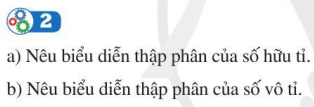 2
a) Nêu biểu diễn thập phân của số hữu tỉ.
b) Nêu biểu diễn thập phân của số vô tỉ.